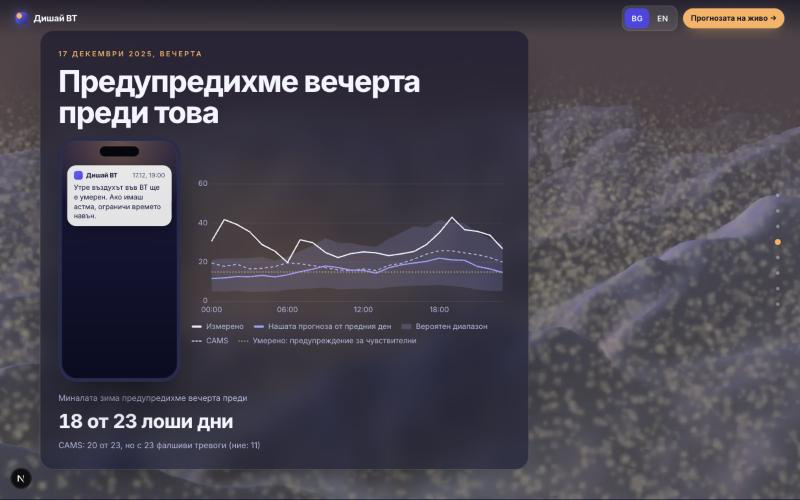 Дишай ВТ
BG EN
Прогнозата на живо →
17 ДЕКЕМВРИ 2025, ВЕЧЕРТА
Предупредихме вечерта
преди това
Дишай ВТ 17.12, 19:00
Утре въздухът във ВТ ще
е умерен. Ако имаш
астма, ограничи времето
навън.
60
40
20
0
00:00 06:00 12:00 18:00
Измерено Нашата прогноза от предния ден Вероятен диапазон
CAMS Умерено: предупреждение за чувствителни
Миналата зима предупредихме вечерта преди
18 от 23 лоши дни
CAMS: 20 от 23, но с 23 фалшиви тревоги (ние: 11)
N